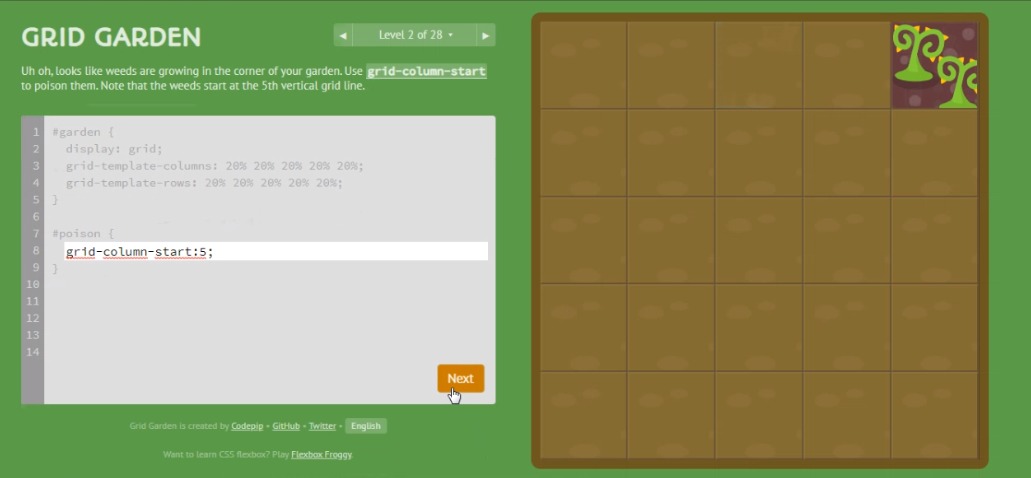 GRID GARDEN
◀ Level 2 of 28 ▾ ▶
Uh oh, looks like weeds are growing in the corner of your garden. Use grid-column-start
to poison them. Note that the weeds start at the 5th vertical grid line.
1 #garden {
2 display: grid;
3 grid-template-columns: 20% 20% 20% 20% 20%;
4 grid-template-rows: 20% 20% 20% 20% 20%;
5 }
6
7 #poison {
8 grid-column-start:5;
9 }
10
11
12
13
14
Next
Grid Garden is created by Codepip • GitHub • Twitter • English
Want to learn CSS flexbox? Play Flexbox Froggy.